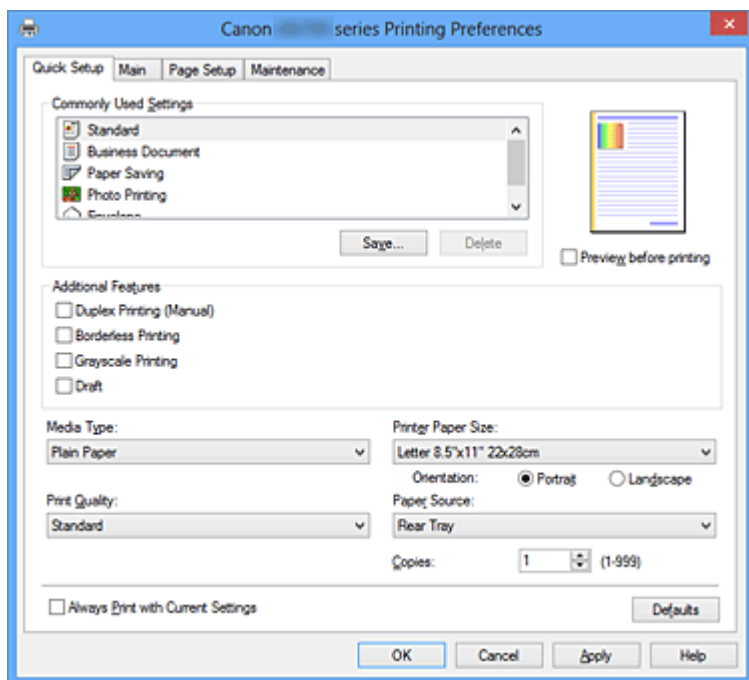 Canon series Printing Preferences
Quick Setup Main Page Setup Maintenance
Commonly Used Settings
Standard
Business Document
Paper Saving
Photo Printing
Envelope
Save... Delete
Preview before printing
Additional Features
Duplex Printing (Manual)
Borderless Printing
Grayscale Printing
Draft
Media Type: Printer Paper Size:
Plain Paper Letter 8.5"x11" 22x28cm
Orientation: Portrait Landscape
Print Quality: Paper Source:
Standard Rear Tray
Copies: 1 (1-999)
Always Print with Current Settings Defaults
OK Cancel Apply Help